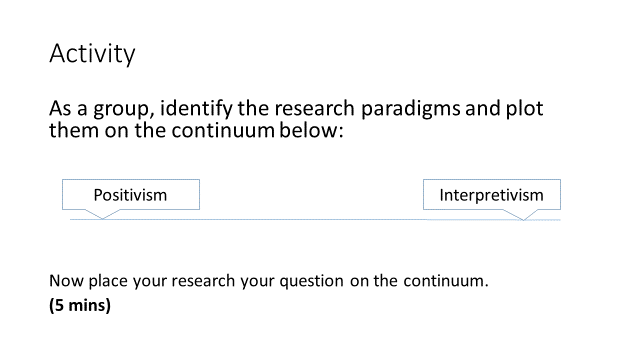 Activity
As a group, identify the research paradigms and plot
them on the continuum below:
Positivism
Interpretivism
Now place your research your question on the continuum.
(5 mins)